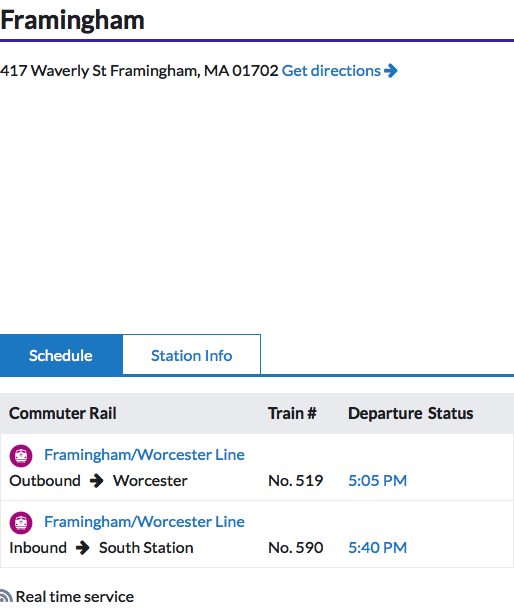 Framingham
417 Waverly St Framingham, MA 01702 Get directions
Schedule
Station Info
Commuter Rail Train # Departure Status
Framingham/Worcester Line
Outbound → Worcester No. 519 5:05 PM
Framingham/Worcester Line
Inbound → South Station No. 590 5:40 PM
Real time service